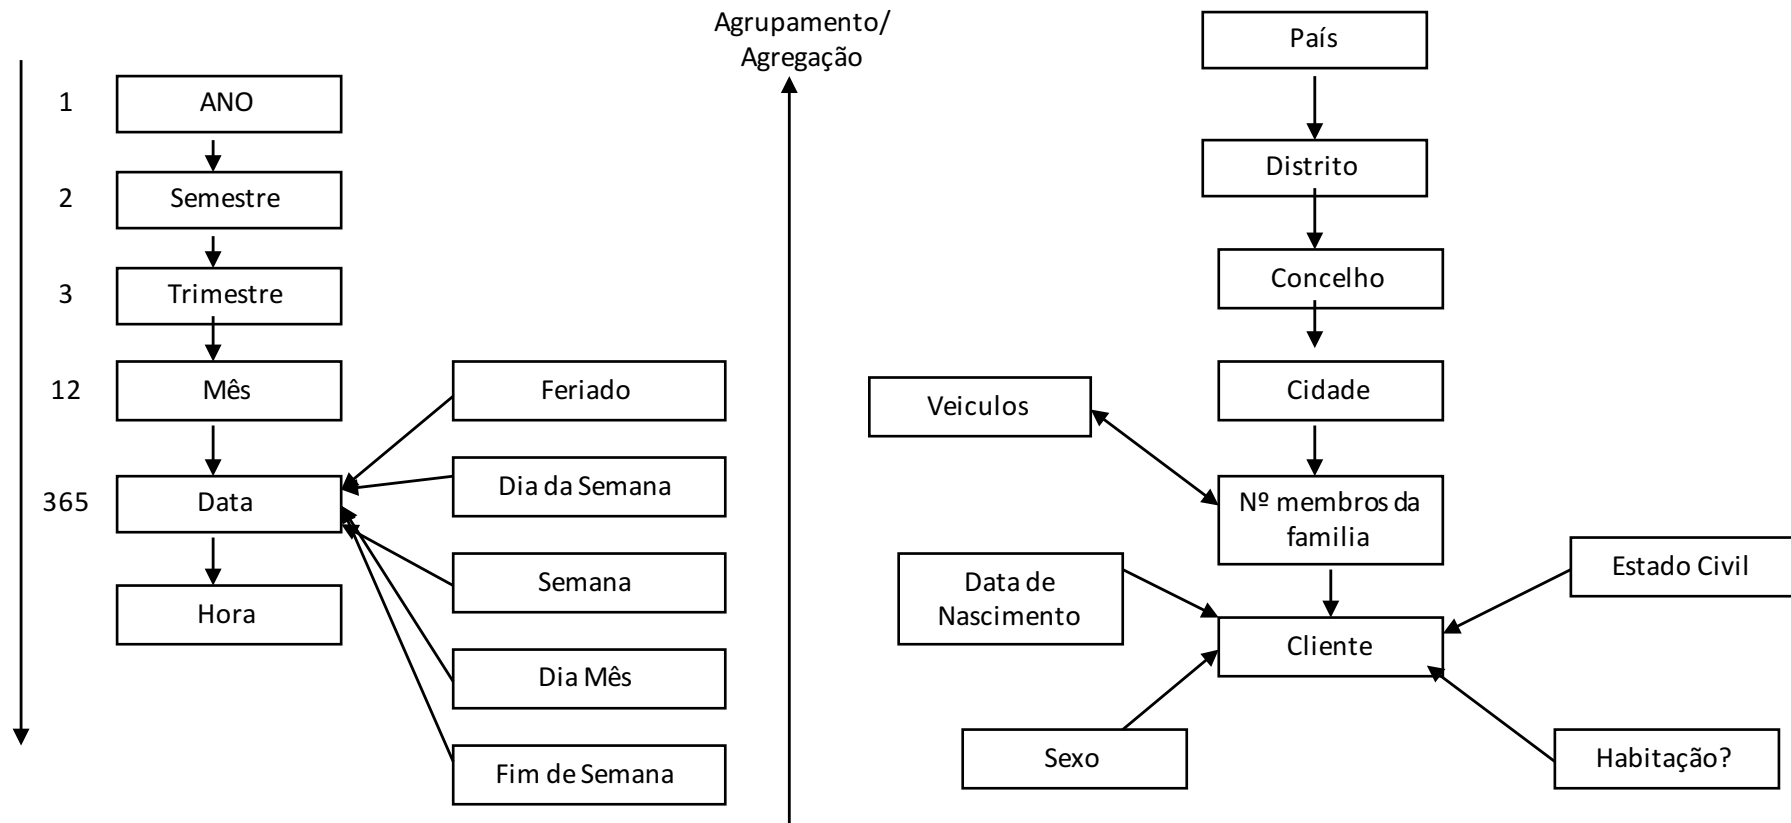 Agrupamento/
Agregação
1
ANO
2
Semestre
3
Trimestre
12
Mês
365
Data
Hora
Feriado
Dia da Semana
Semana
Dia Mês
Fim de Semana
País
Distrito
Concelho
Cidade
Veiculos
Nº membros da
familia
Data de
Nascimento
Estado Civil
Cliente
Sexo
Habitação?